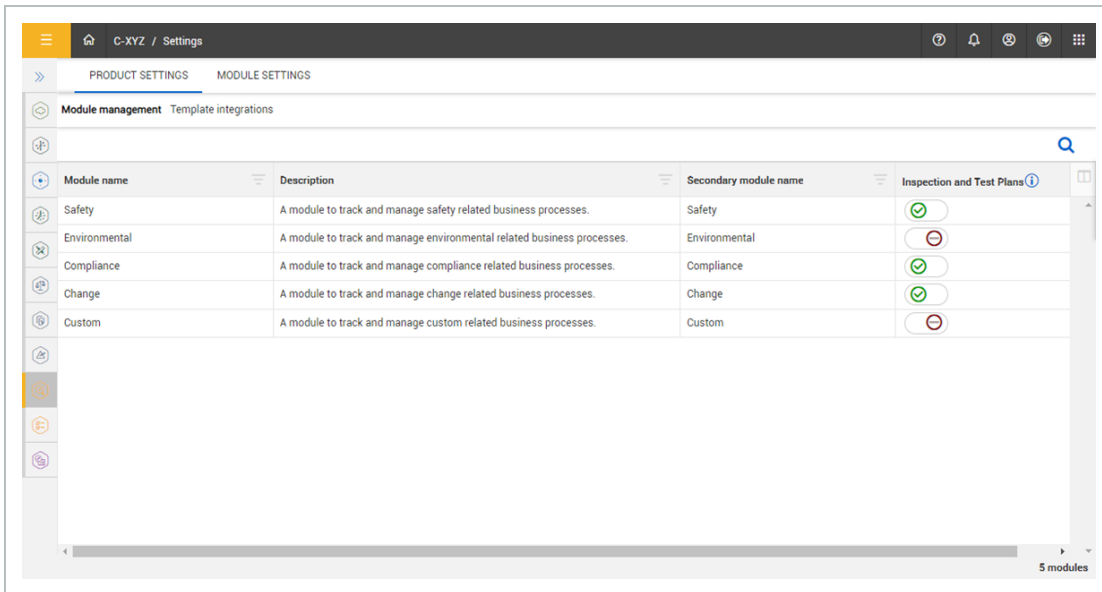 C-XYZ / Settings
PRODUCT SETTINGS MODULE SETTINGS
Module management Template integrations
Module name Description Secondary module name Inspection and Test Plans
Safety A module to track and manage safety related business processes. Safety
Environmental A module to track and manage environmental related business processes. Environmental
Compliance A module to track and manage compliance related business processes. Compliance
Change A module to track and manage change related business processes. Change
Custom A module to track and manage custom related business processes. Custom
5 modules